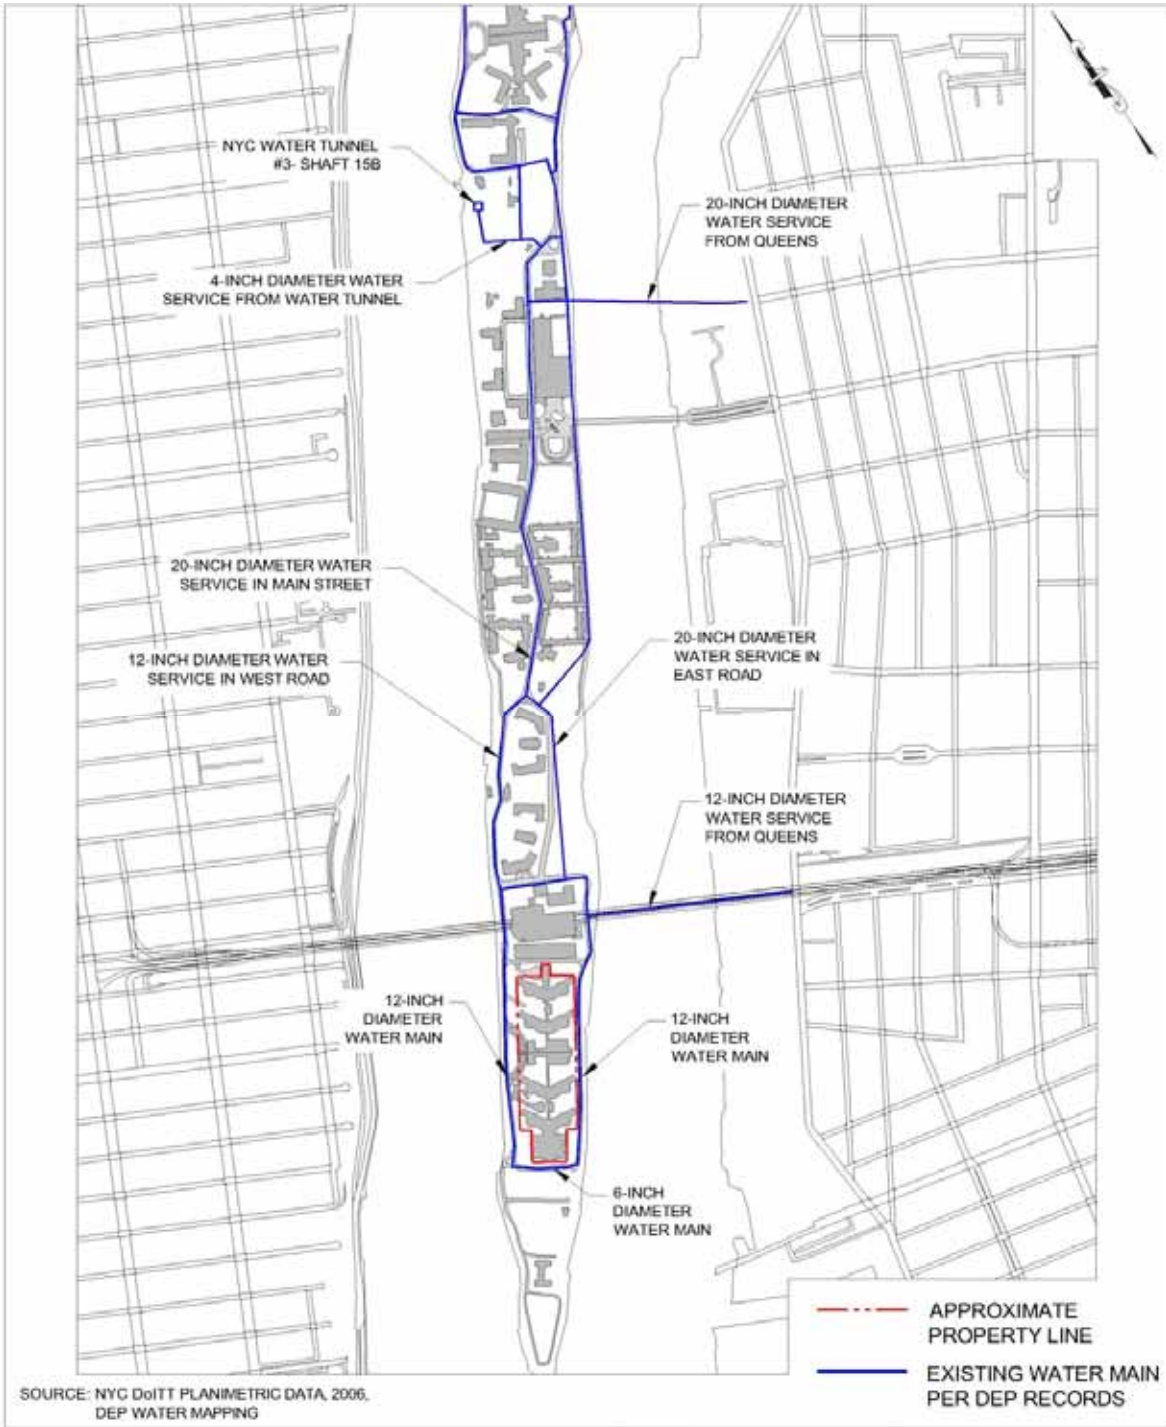 NYC WATER TUNNEL
#3- SHAFT 15B
20-INCH DIAMETER
WATER SERVICE
FROM QUEENS
4-INCH DIAMETER WATER
SERVICE FROM WATER TUNNEL
20-INCH DIAMETER WATER
SERVICE IN MAIN STREET
12-INCH DIAMETER WATER
SERVICE IN WEST ROAD
20-INCH DIAMETER
WATER SERVICE IN
EAST ROAD
12-INCH DIAMETER
WATER SERVICE
FROM QUEENS
12-INCH
DIAMETER
WATER MAIN
12-INCH
DIAMETER
WATER MAIN
6-INCH
DIAMETER
WATER MAIN
APPROXIMATE
PROPERTY LINE
EXISTING WATER MAIN
PER DEP RECORDS
SOURCE: NYC DoITT PLANIMETRIC DATA, 2006,
DEP WATER MAPPING